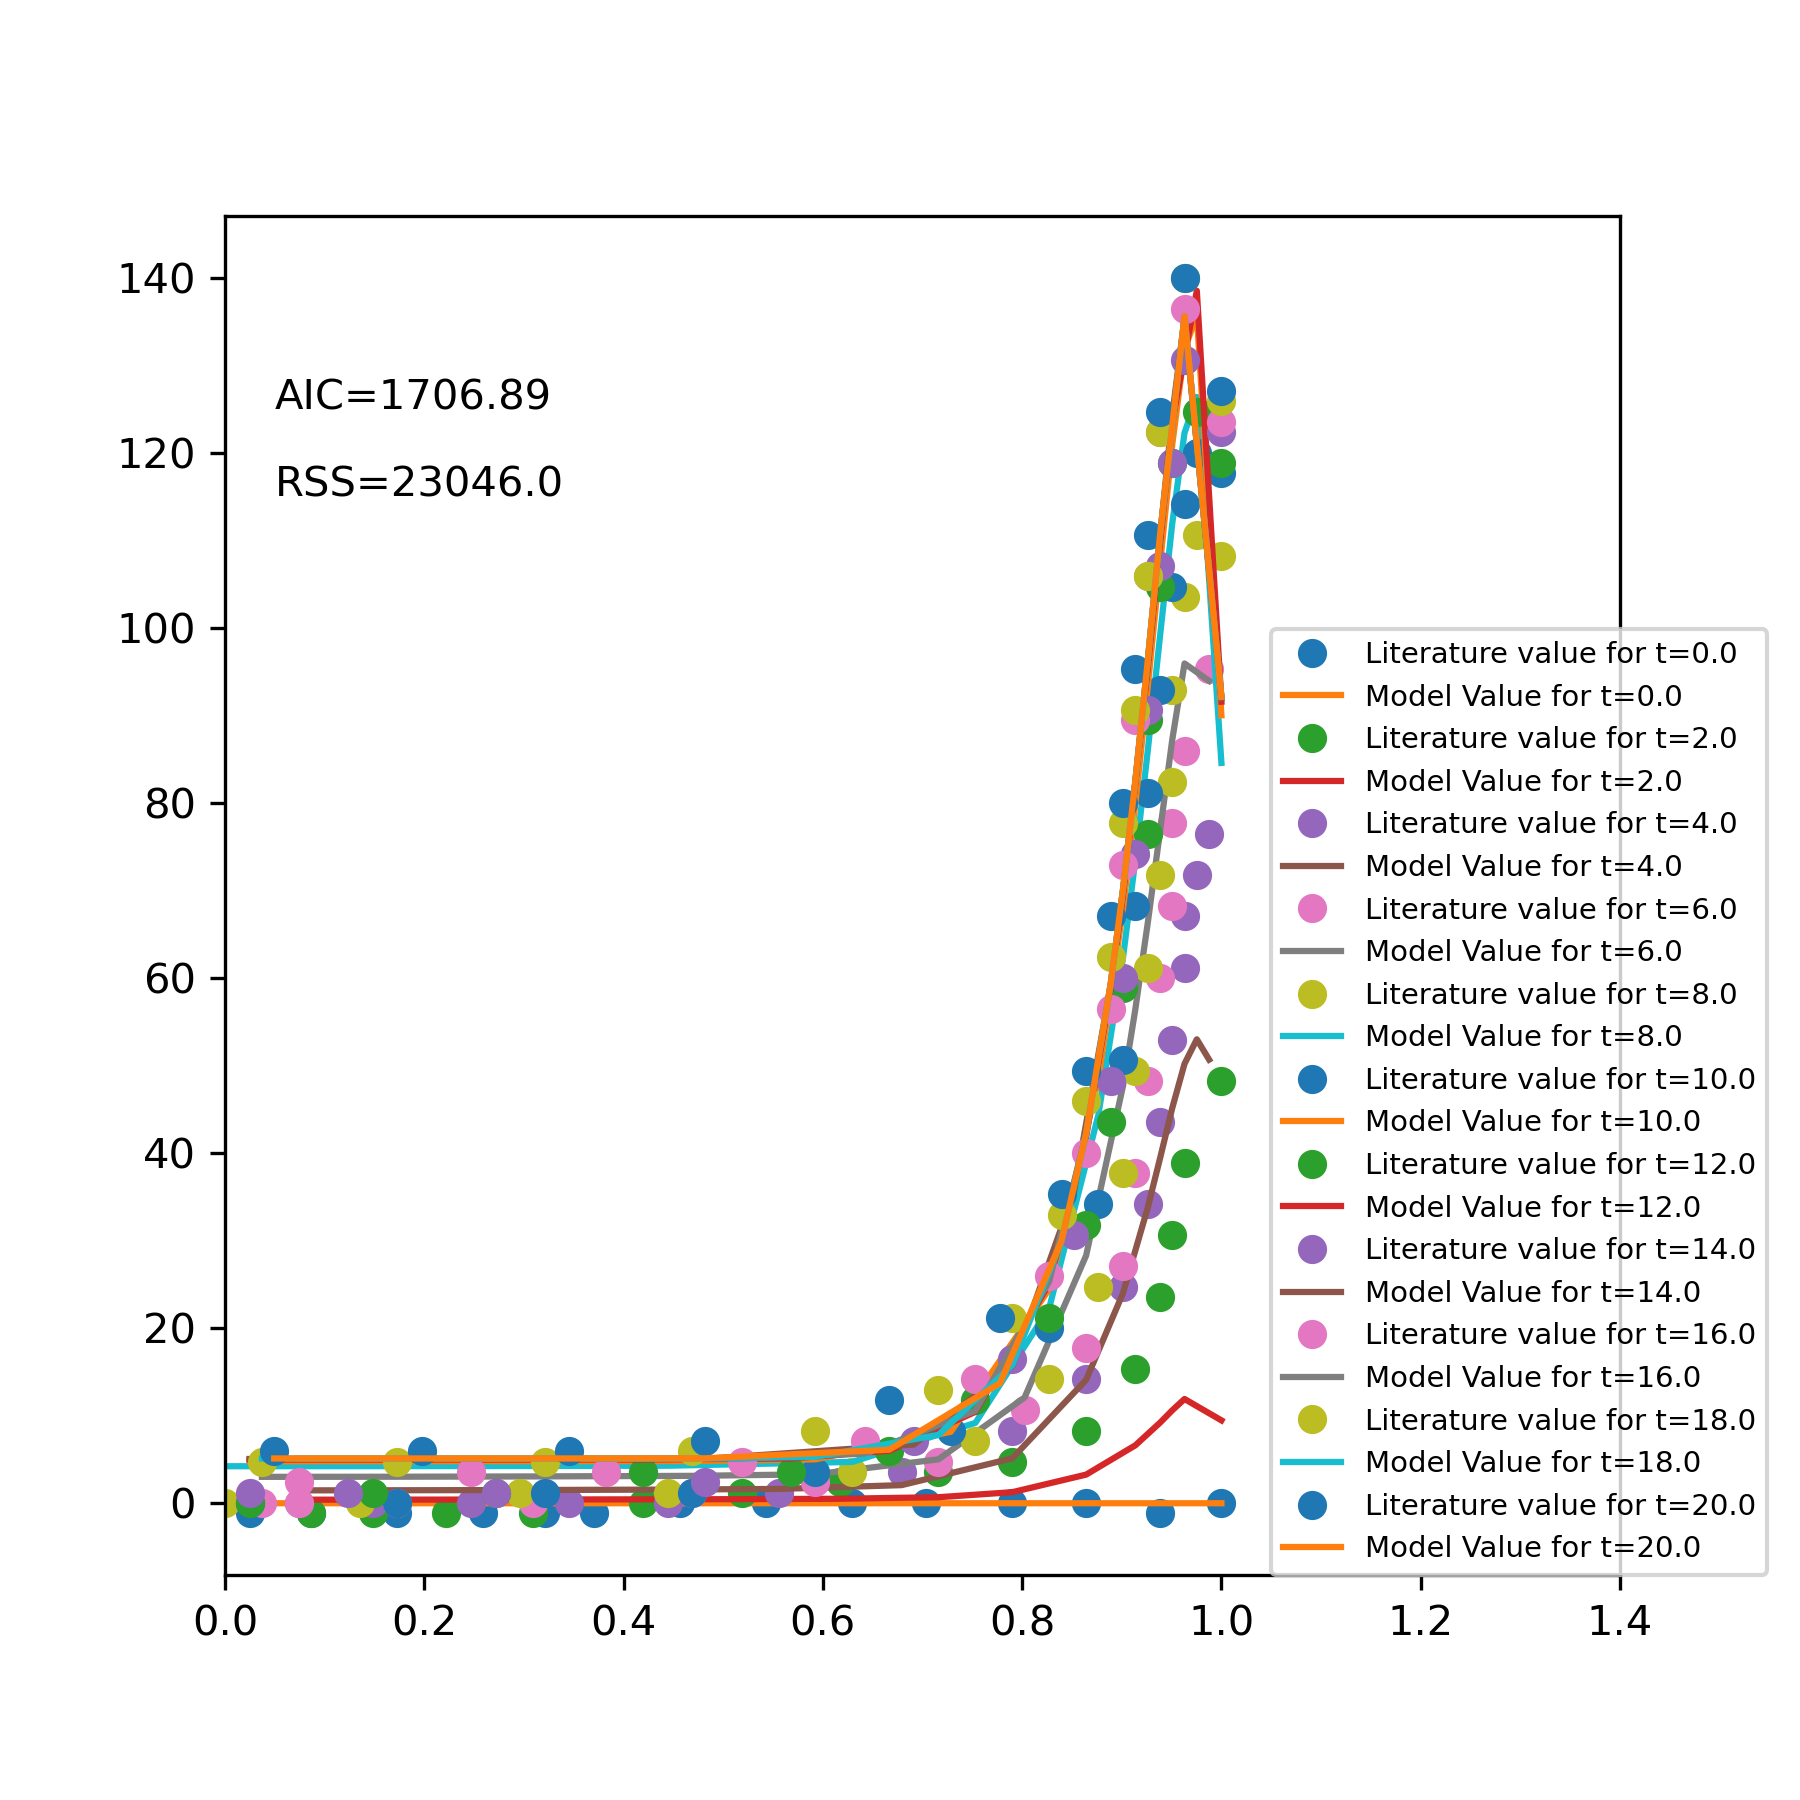 140
120
100
80
60
40
20
0
AIC=1706.89
RSS=23046.0
Literature value for t=0.0
Model Value for t=0.0
Literature value for t=2.0
Model Value for t=2.0
Literature value for t=4.0
Model Value for t=4.0
Literature value for t=6.0
Model Value for t=6.0
Literature value for t=8.0
Model Value for t=8.0
Literature value for t=10.0
Model Value for t=10.0
Literature value for t=12.0
Model Value for t=12.0
Literature value for t=14.0
Model Value for t=14.0
Literature value for t=16.0
Model Value for t=16.0
Literature value for t=18.0
Model Value for t=18.0
Literature value for t=20.0
Model Value for t=20.0
0.0 0.2 0.4 0.6 0.8 1.0 1.2 1.4